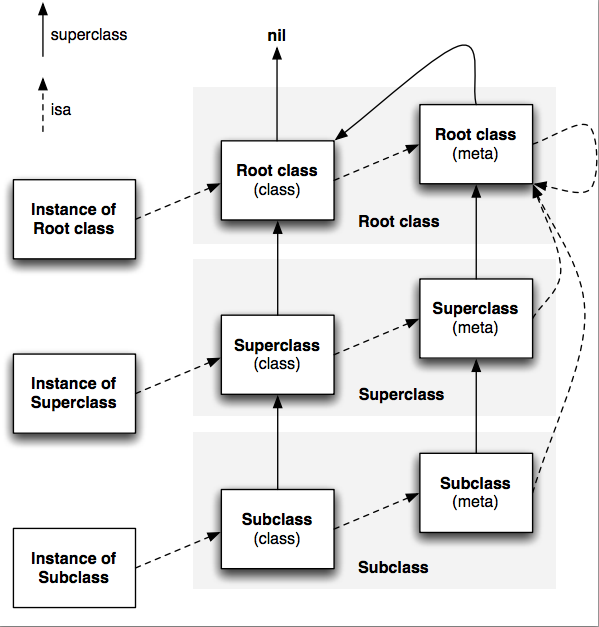 superclass
nil
isa
Root class
(meta)
Root class
(class)
Instance of
Root class
Root class
Superclass
(meta)
Superclass
(class)
Instance of
Superclass
Superclass
Subclass
(meta)
Subclass
(class)
Instance of
Subclass
Subclass